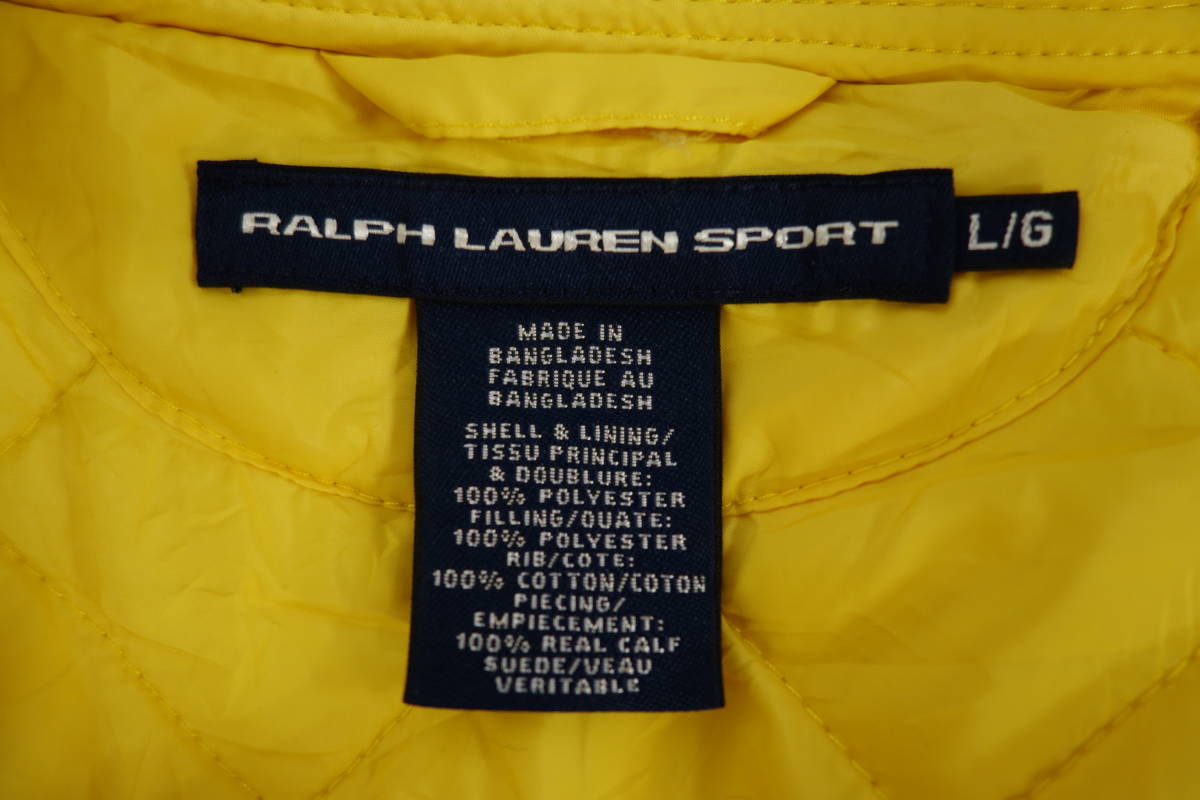 RALPH LAUREN SPORT
L/G
MADE IN
BANGLADESH
FABRIQUE AU
BANGLADESH
SHELL & LINING/
TISSU PRINCIPAL
& DOUBLURE:
100% POLYESTER
FILLING/OUATE:
100% POLYESTER
RIB/COTE:
100% COTTON/COTON
PIECING/
EMPIECEMENT:
100% REAL CALF
SUEDE/VEAU
VERITABLE